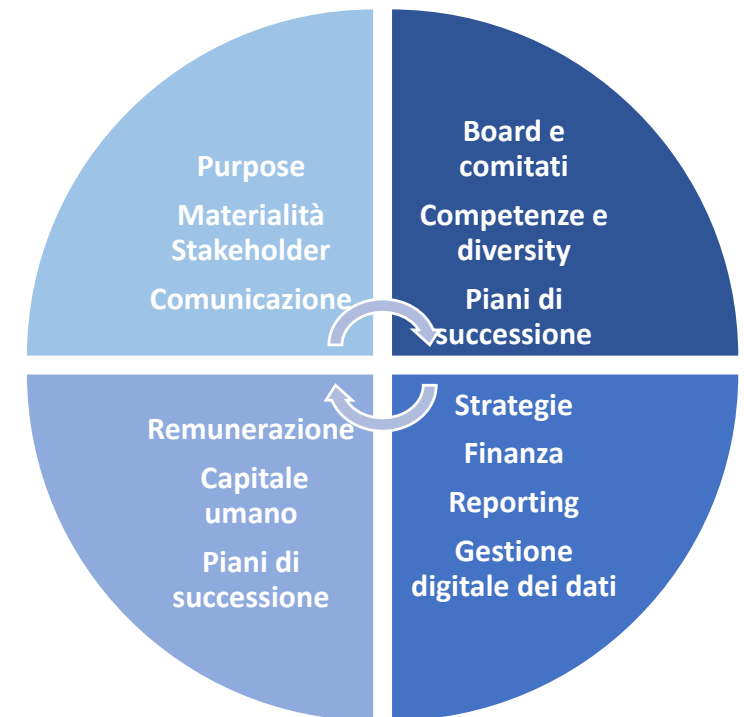 Purpose
Materialità
Stakeholder
Comunicazione
Board e
comitati
Competenze e
diversity
Piani di
successione
Remunerazione
Capitale
umano
Piani di
successione
Strategie
Finanza
Reporting
Gestione
digitale dei dati